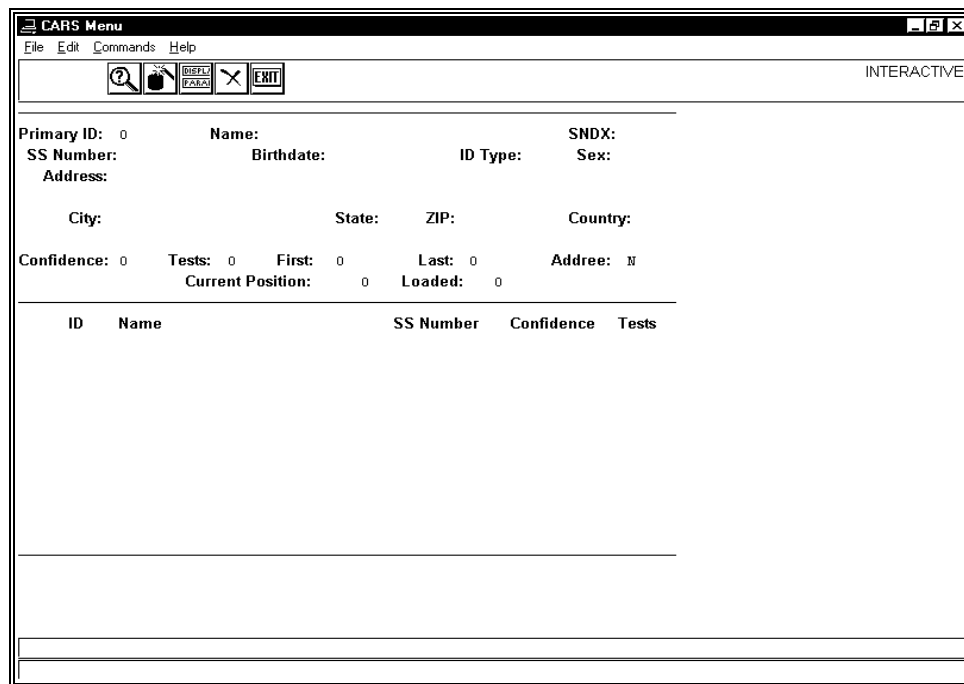 CARS Menu
File Edit Commands Help
EXIT
INTERACTIVE
Primary ID: 0 Name: SNDX:
SS Number: Birthdate: ID Type: Sex:
Address:
City: State: ZIP: Country:
Confidence: 0 Tests: 0 First: 0 Last: 0 Addree: N
Current Position: 0 Loaded: 0
ID Name SS Number Confidence Tests